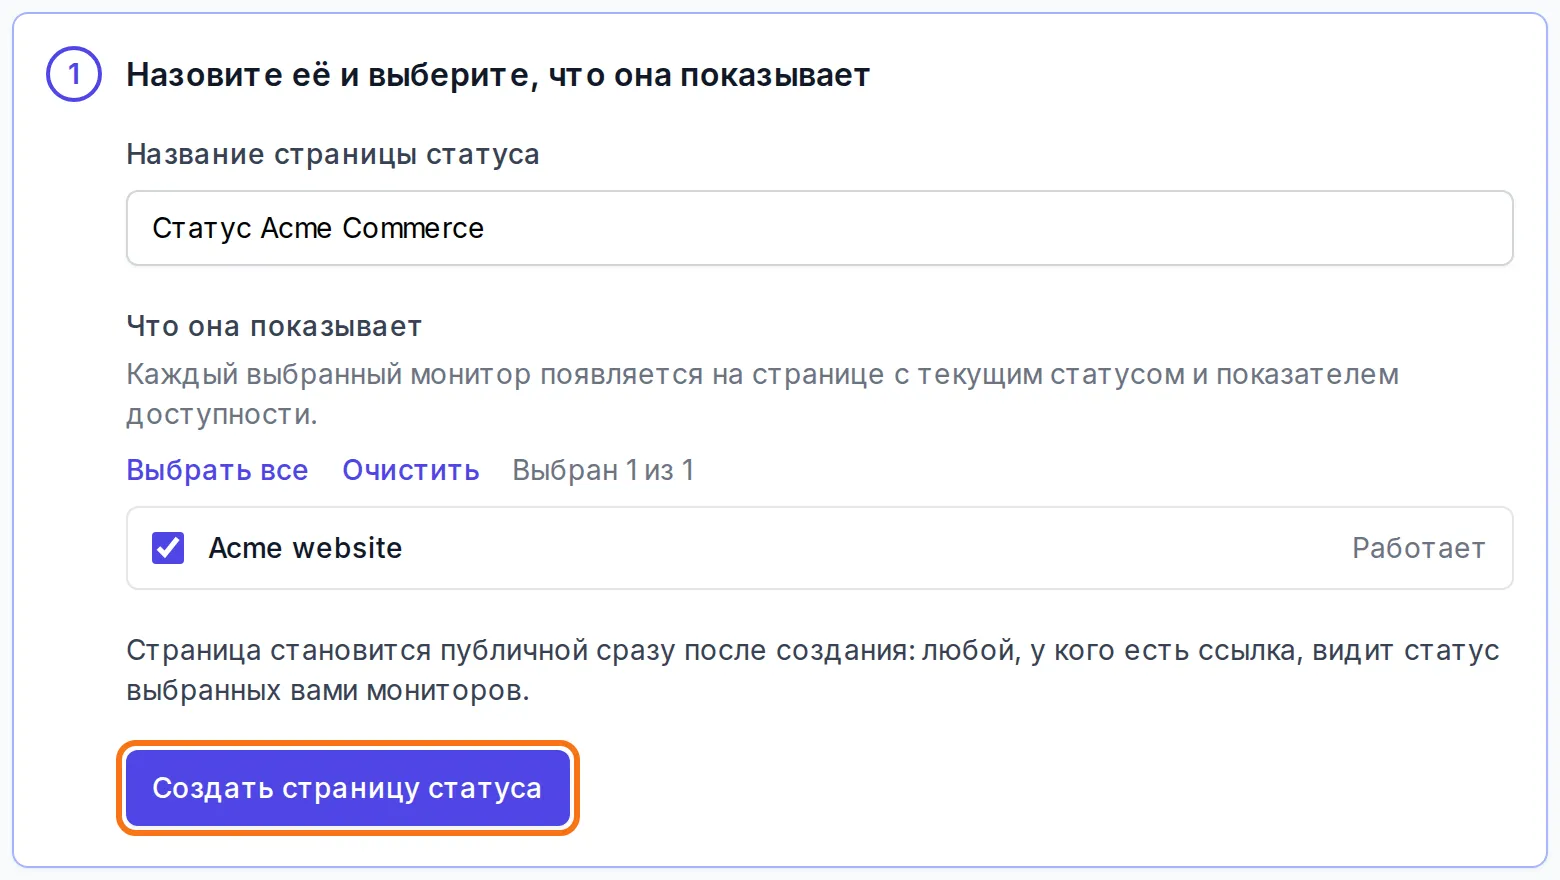 1
Назовите её и выберите, что она показывает
Название страницы статуса
Статус Acme Commerce
Что она показывает
Каждый выбранный монитор появляется на странице с текущим статусом и показателем
доступности.
Выбрать все Очистить Выбран 1 из 1
Acme website Работает
Страница становится публичной сразу после создания: любой, у кого есть ссылка, видит статус
выбранных вами мониторов.
Создать страницу статуса